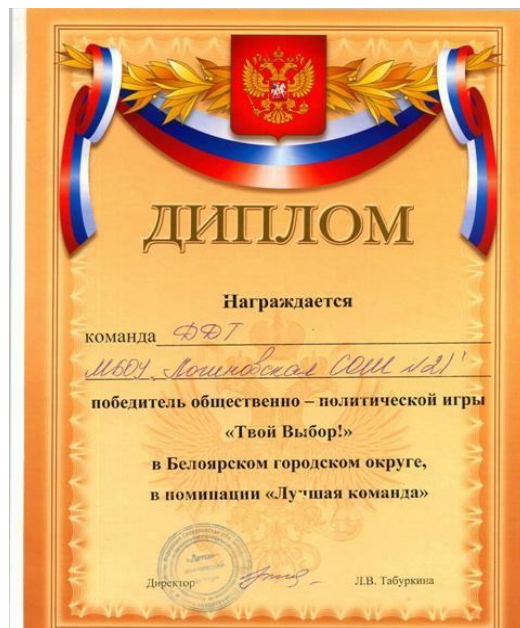 ДИПЛОМ
Награждается
команда ДДТ
МБОУ "Логиновская СОШ №21"
победитель общественно – политической игры
«Твой Выбор!»
в Белоярском городском округе,
в номинации «Лучшая команда»
Директор Л.В. Табуркина